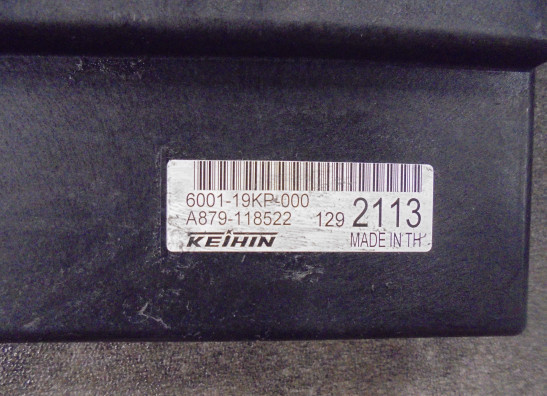 6001-19KP-000
A879-118522 129 2113
KEIHIN MADE IN TH